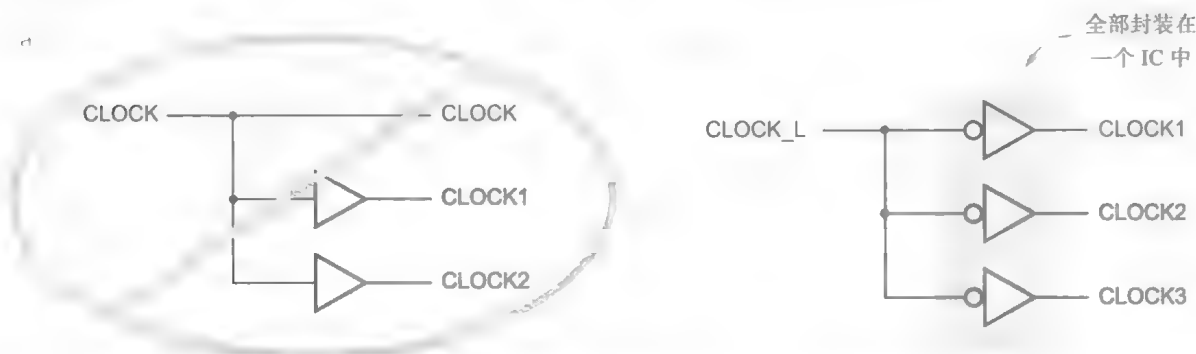 全部封装在
一个 IC 中
CLOCK
CLOCK
CLOCK1
CLOCK2
CLOCK_L
CLOCK1
CLOCK2
CLOCK3